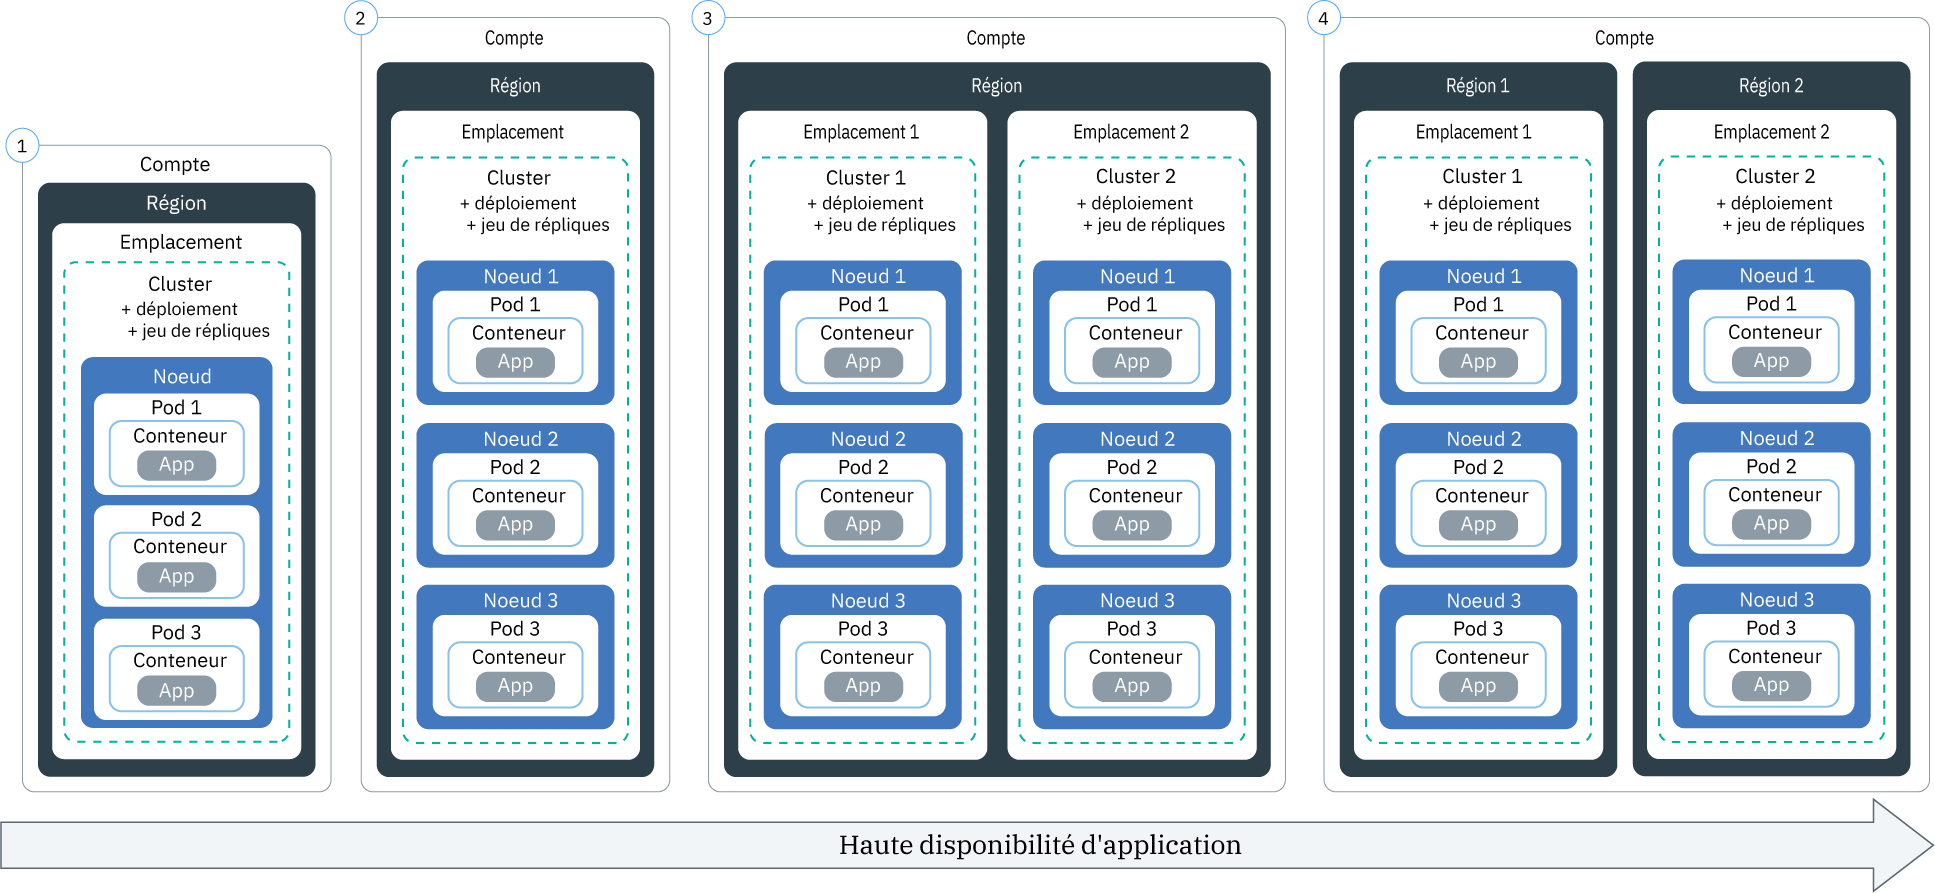 1
Compte
Région
Emplacement
Cluster
+ déploiement
+ jeu de répliques
Noeud
Pod 1
Conteneur
App
Pod 2
Conteneur
App
Pod 3
Conteneur
App
2
Compte
Région
Emplacement
Cluster
+ déploiement
+ jeu de répliques
Noeud 1
Pod 1
Conteneur
App
Noeud 2
Pod 2
Conteneur
App
Noeud 3
Pod 3
Conteneur
App
3
Compte
Région
Emplacement 1
Cluster 1
+ déploiement
+ jeu de répliques
Noeud 1
Pod 1
Conteneur
App
Noeud 2
Pod 2
Conteneur
App
Noeud 3
Pod 3
Conteneur
App
Emplacement 2
Cluster 2
+ déploiement
+ jeu de répliques
Noeud 1
Pod 1
Conteneur
App
Noeud 2
Pod 2
Conteneur
App
Noeud 3
Pod 3
Conteneur
App
4
Compte
Région 1
Emplacement 1
Cluster 1
+ déploiement
+ jeu de répliques
Noeud 1
Pod 1
Conteneur
App
Noeud 2
Pod 2
Conteneur
App
Noeud 3
Pod 3
Conteneur
App
Région 2
Emplacement 2
Cluster 2
+ déploiement
+ jeu de répliques
Noeud 1
Pod 1
Conteneur
App
Noeud 2
Pod 2
Conteneur
App
Noeud 3
Pod 3
Conteneur
App
Haute disponibilité d'application